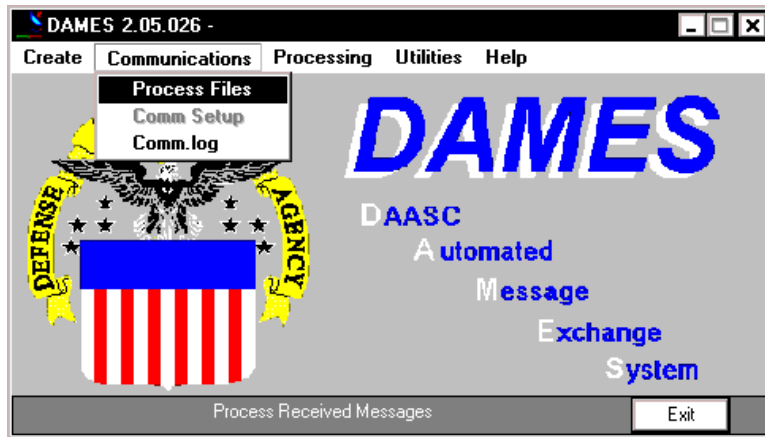 DAMES 2.05.026 -
Create Communications Processing Utilities Help
Process Files
Comm Setup
Comm.log
DAMES
DEFENSE AGENCY
DAASC
Automated
Message
Exchange
System
Process Received Messages
Exit